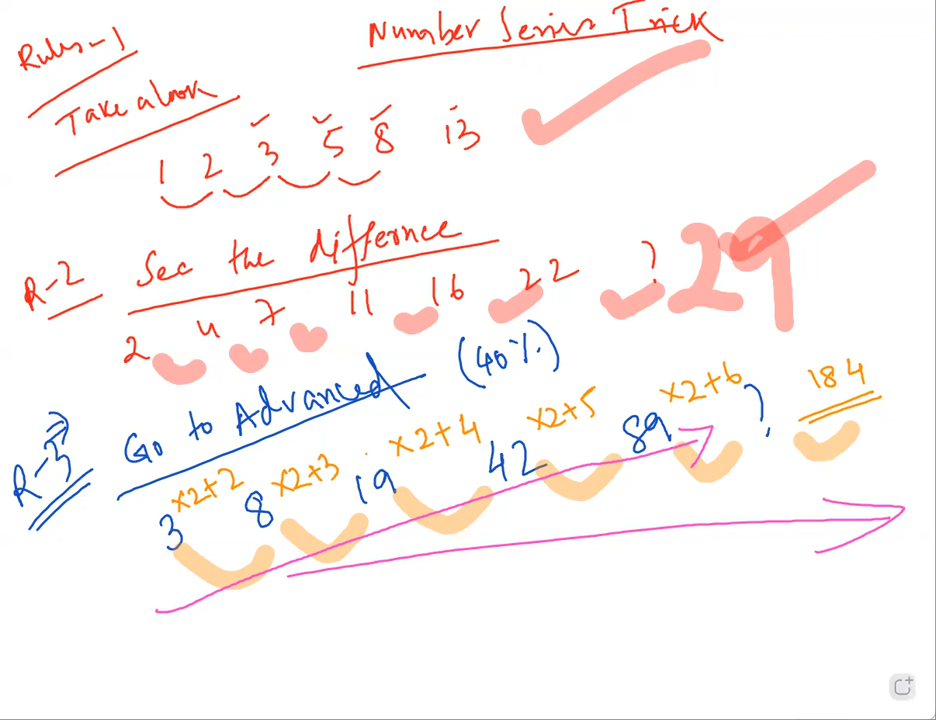 Number Series Trick
Rules-1
Take a look
1 2 3 5 8 13
R-2 See the differnce
2 4 7 11 16 22 ? 29
R-3 Go to Advanced (40%)
×2+2 ×2+3 ×2+4 ×2+5 ×2+6 184
3 8 19 42 89 ?